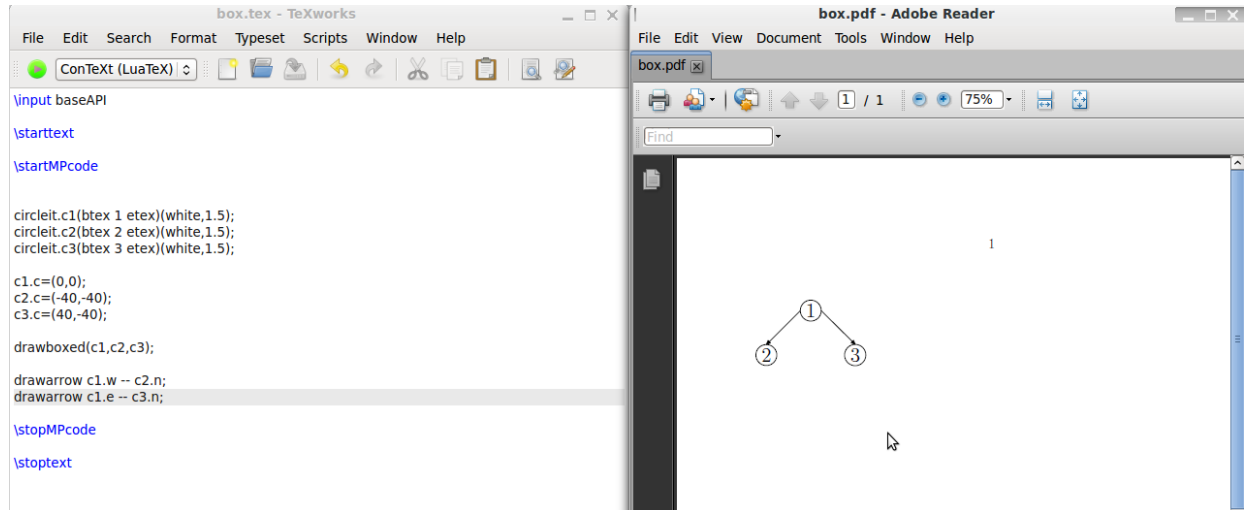 box.tex - TeXworks
File Edit Search Format Typeset Scripts Window Help
ConTeXt (LuaTeX)
\input baseAPI
\starttext
\startMPcode
circleit.c1(btex 1 etex)(white,1.5);
circleit.c2(btex 2 etex)(white,1.5);
circleit.c3(btex 3 etex)(white,1.5);
c1.c=(0,0);
c2.c=(-40,-40);
c3.c=(40,-40);
drawboxed(c1,c2,c3);
drawarrow c1.w -- c2.n;
drawarrow c1.e -- c3.n;
\stopMPcode
\stoptext
box.pdf - Adobe Reader
File Edit View Document Tools Window Help
box.pdf
1 / 1 75%
Find
1
1
2 3